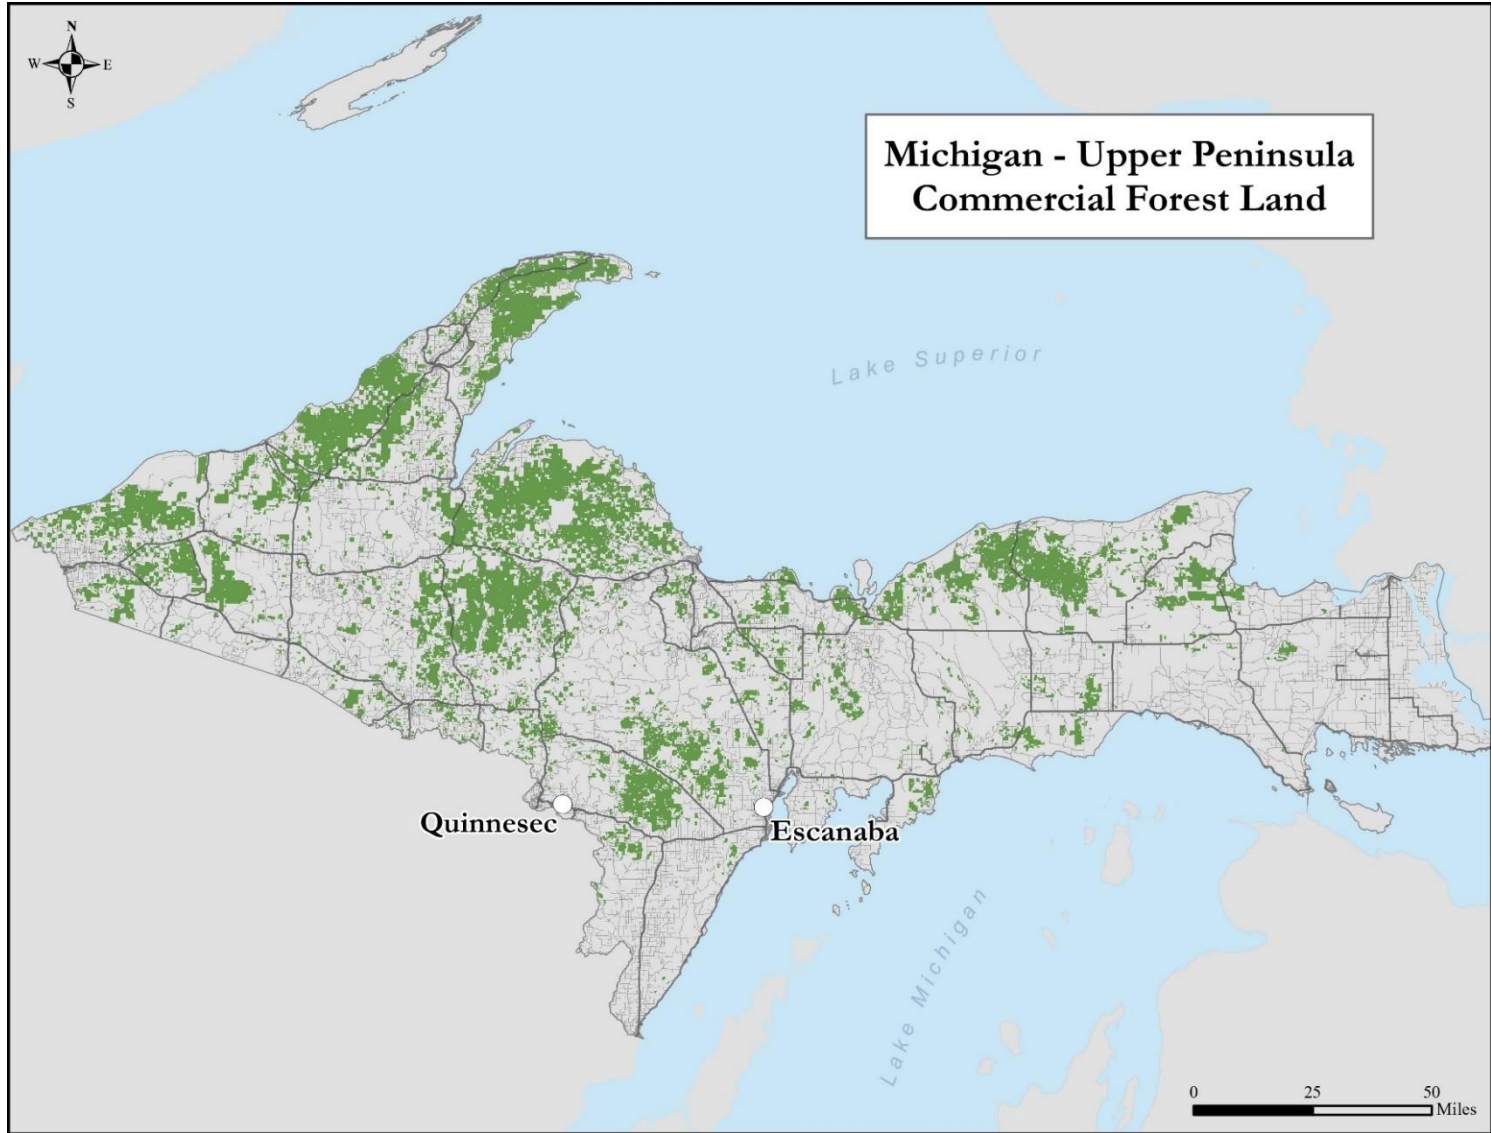 N
W E
S
Michigan - Upper Peninsula
Commercial Forest Land
Lake Superior
Quinnesec
Escanaba
Lake Michigan
0 25 50
Miles